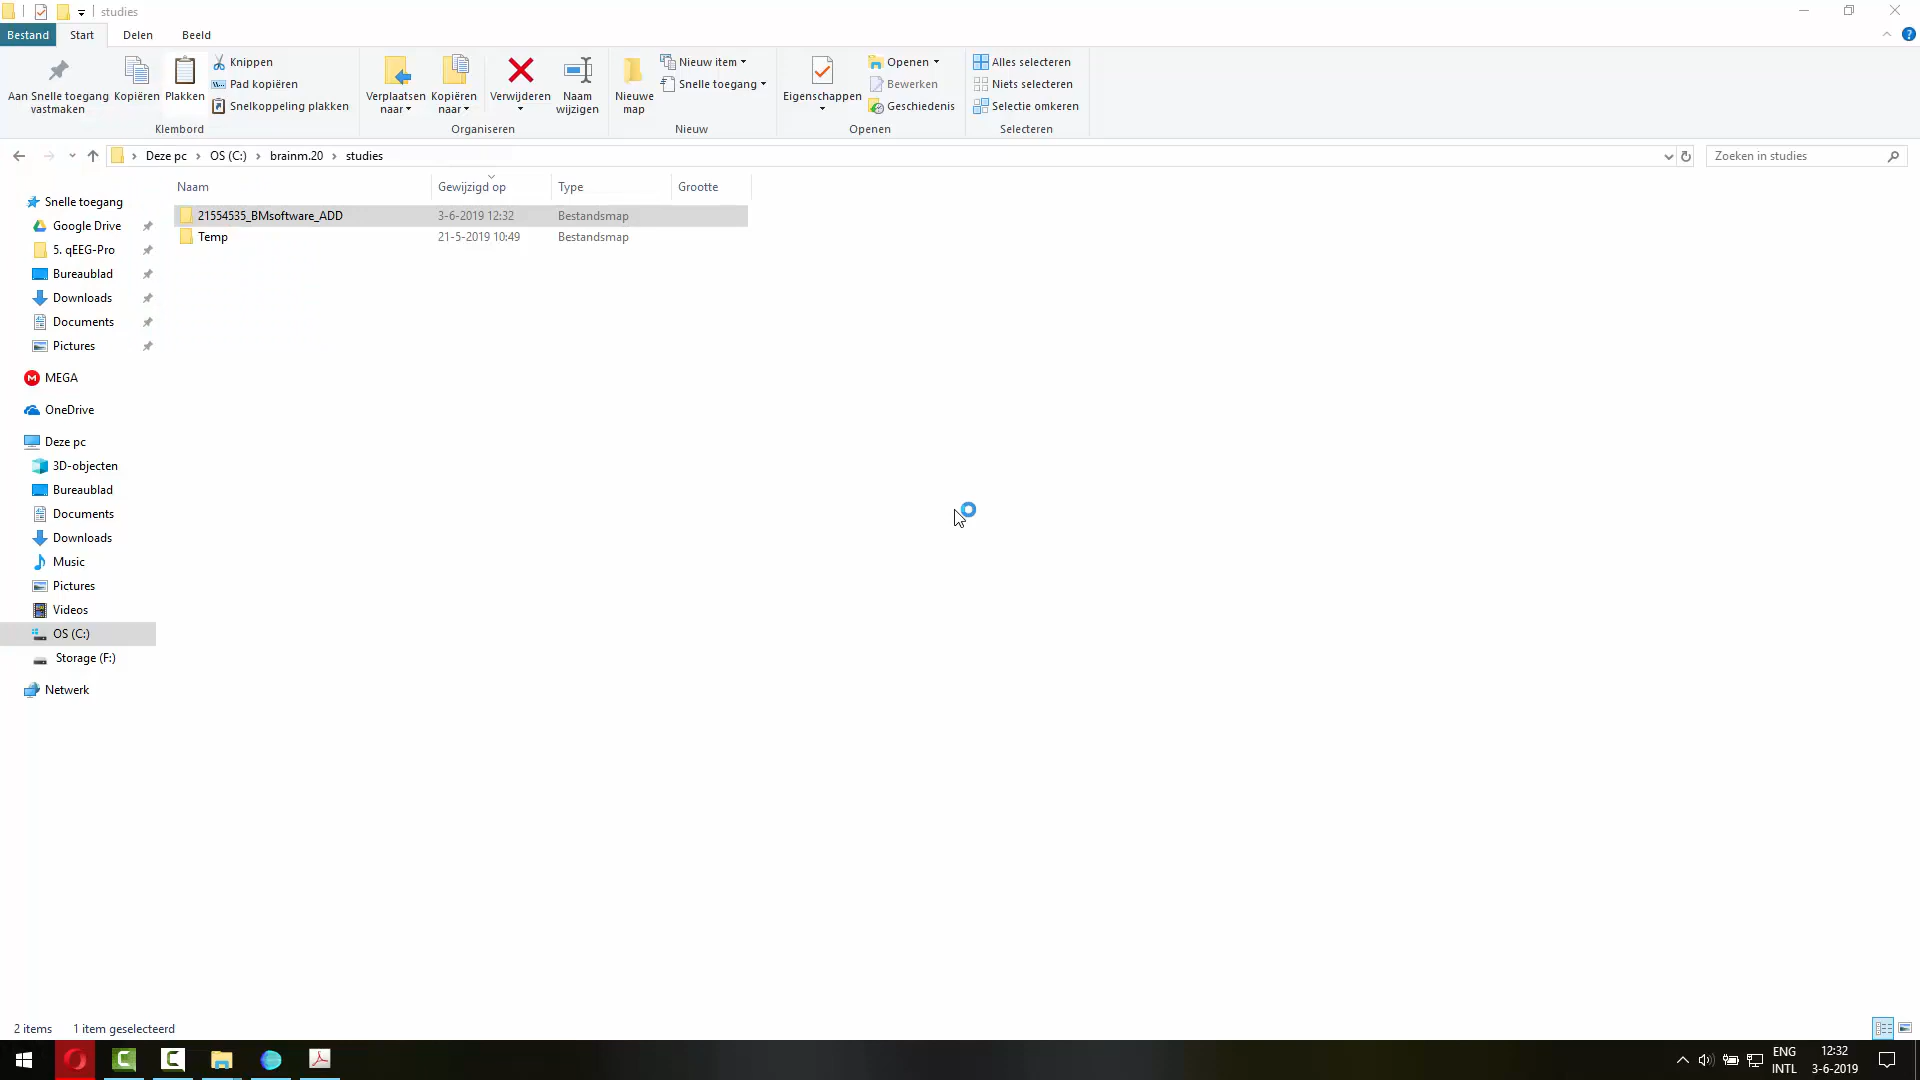 studies
Bestand Start Delen Beeld
Aan Snelle toegang vastmaken
Kopiëren
Plakken
Knippen
Pad kopiëren
Snelkoppeling plakken
Klembord
Verplaatsen naar
Kopiëren naar
Verwijderen
Naam wijzigen
Organiseren
Nieuwe map
Nieuw item
Snelle toegang
Nieuw
Eigenschappen
Openen
Bewerken
Geschiedenis
Openen
Alles selecteren
Niets selecteren
Selectie omkeren
Selecteren
Deze pc OS (C:) brainm.20 studies
Zoeken in studies
Naam Gewijzigd op Type Grootte
21554535_BMsoftware_ADD 3-6-2019 12:32 Bestandsmap
Temp 21-5-2019 10:49 Bestandsmap
Snelle toegang
Google Drive
5. qEEG-Pro
Bureaublad
Downloads
Documents
Pictures
MEGA
OneDrive
Deze pc
3D-objecten
Bureaublad
Documents
Downloads
Music
Pictures
Videos
OS (C:)
Storage (F:)
Netwerk
2 items 1 item geselecteerd
ENG
INTL
12:32
3-6-2019